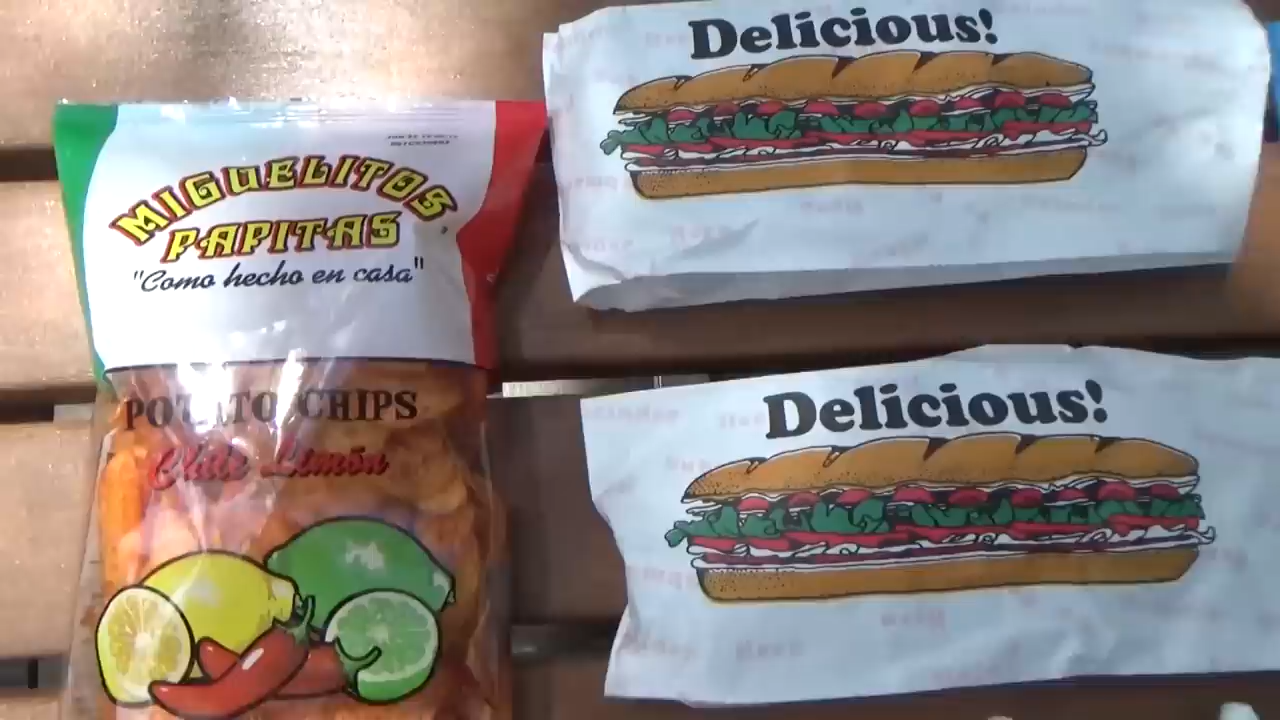 MIGUELITOS
PAPITAS
"Como hecho en casa"
POTATO CHIPS
Chile Limón
Delicious!
Delicious!